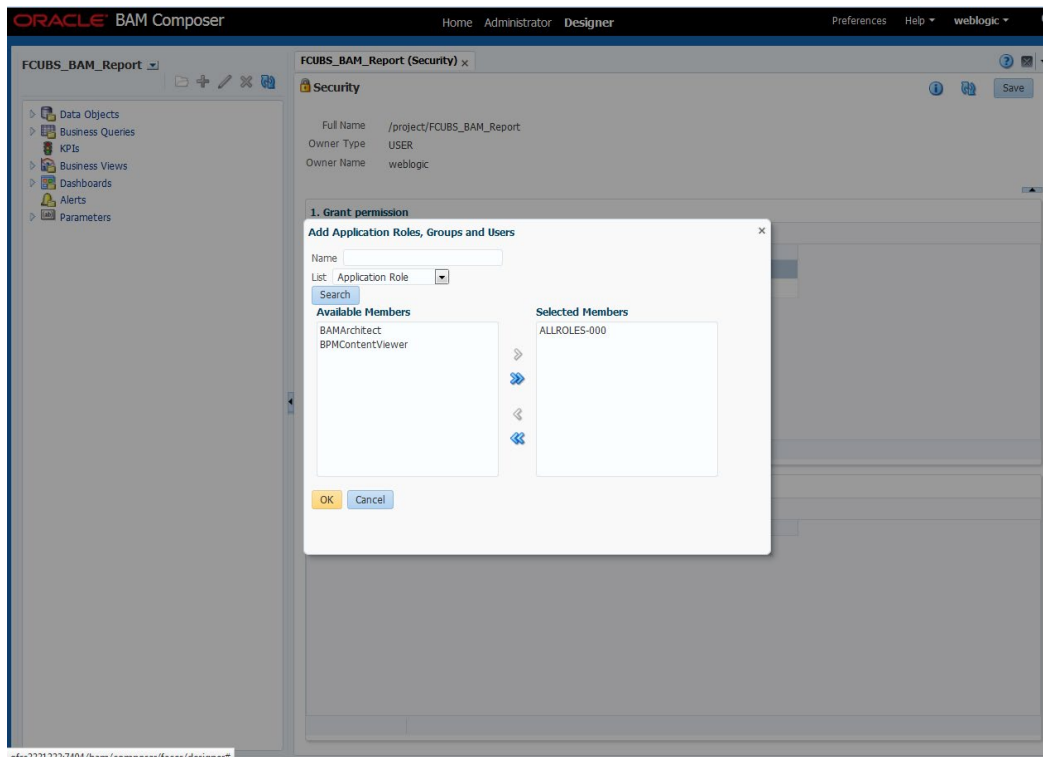 ORACLE BAM Composer
Home Administrator Designer
Preferences Help weblogic
FCUBS_BAM_Report
Data Objects
Business Queries
KPIs
Business Views
Dashboards
Alerts
Parameters
FCUBS_BAM_Report (Security) x
Security
Save
Full Name /project/FCUBS_BAM_Report
Owner Type USER
Owner Name weblogic
1. Grant permission
Add Application Roles, Groups and Users
Name
List Application Role
Search
Available Members
BAMArchitect
BPMContentViewer
Selected Members
ALLROLES-000
OK Cancel